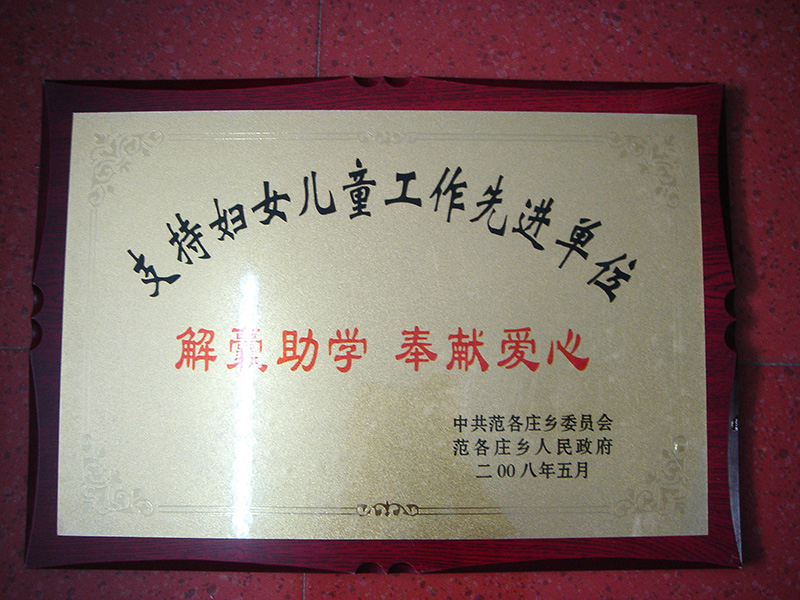 支持妇女儿童工作先进单位
解囊助学 奉献爱心
中共范各庄乡委员会
范各庄乡人民政府
二00八年五月